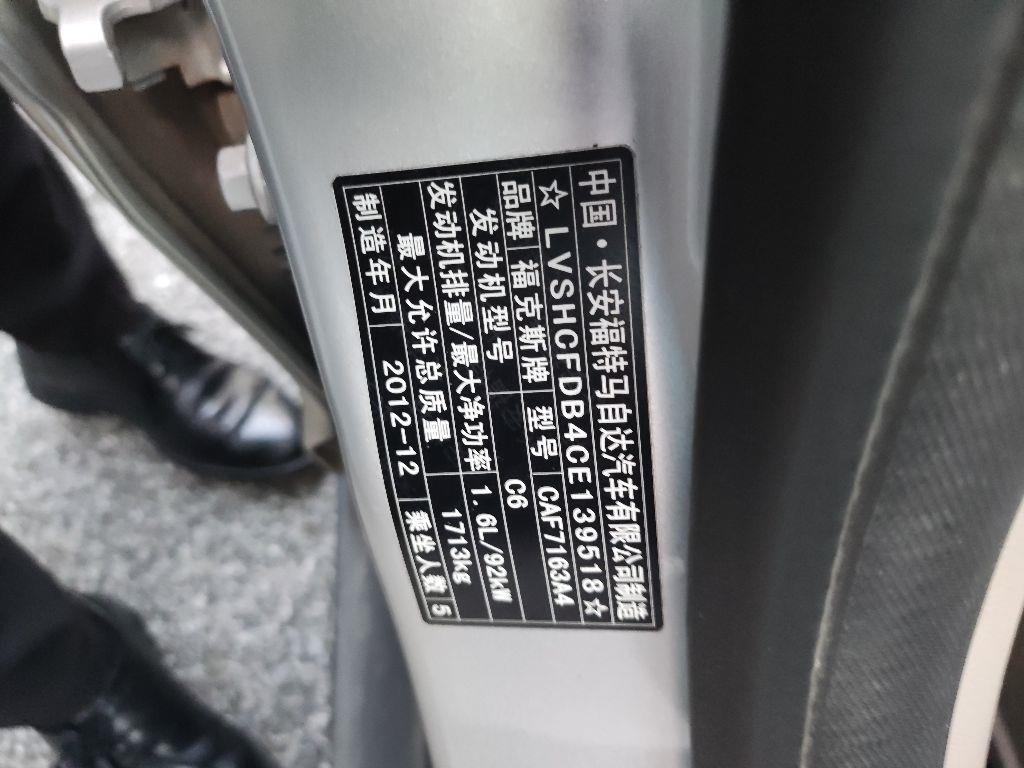 中国·长安福特马自达汽车有限公司制造
☆LVSHCFDB4CE139518☆
品牌 福克斯牌 型号 CAF7163A4
发动机型号 C6
发动机排量/最大净功率 1.6L/92kW
最大允许总质量 1713kg
制造年月 2012-12 乘坐人数 5